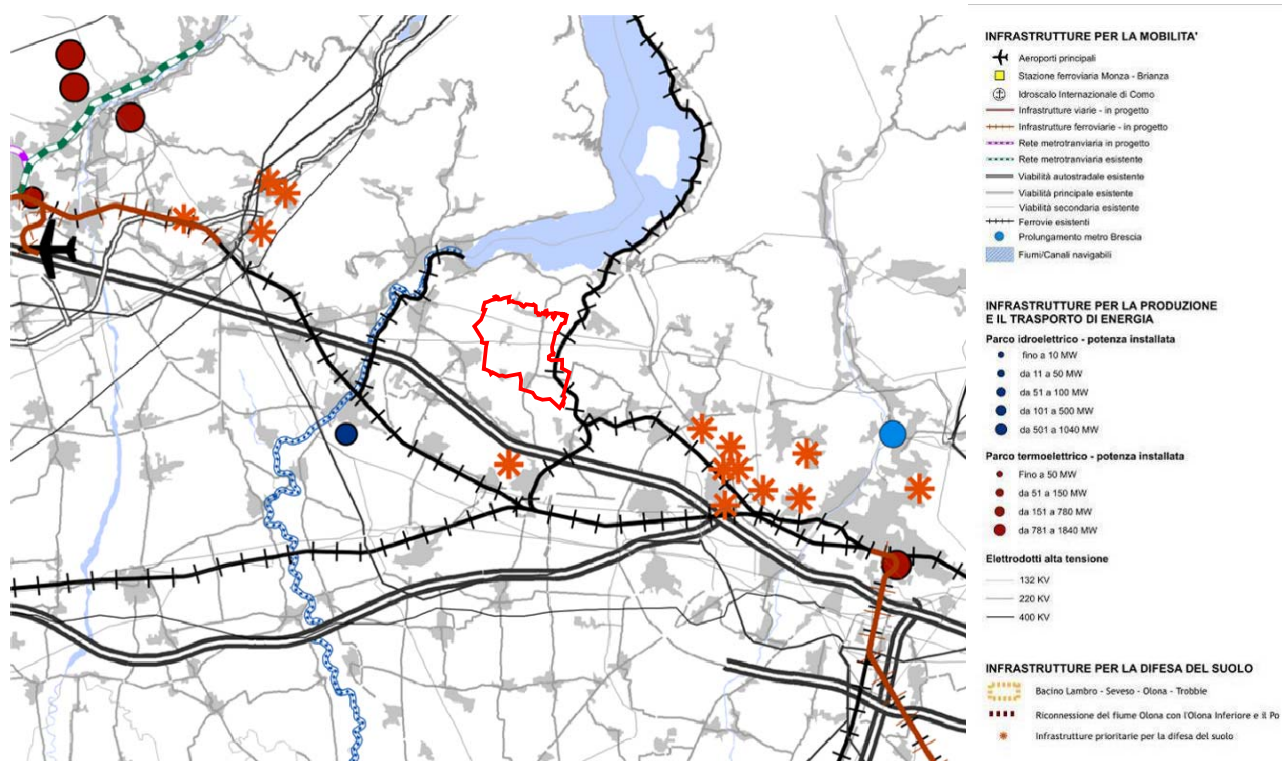 INFRASTRUTTURE PER LA MOBILITA'
Aeroporti principali
Stazione ferroviaria Monza - Brianza
Idroscalo Internazionale di Como
Infrastrutture viarie - in progetto
Infrastrutture ferroviarie - in progetto
Rete metrotranviaria in progetto
Rete metrotranviaria esistente
Viabilità autostradale esistente
Viabilità principale esistente
Viabilità secondaria esistente
Ferrovie esistenti
Prolungamento metro Brescia
Fiumi/Canali navigabili
INFRASTRUTTURE PER LA PRODUZIONE
E IL TRASPORTO DI ENERGIA
Parco idroelettrico - potenza installata
fino a 10 MW
da 11 a 50 MW
da 51 a 100 MW
da 101 a 500 MW
da 501 a 1040 MW
Parco termoelettrico - potenza installata
Fino a 50 MW
da 51 a 150 MW
da 151 a 780 MW
da 781 a 1840 MW
Elettrodotti alta tensione
132 KV
220 KV
400 KV
INFRASTRUTTURE PER LA DIFESA DEL SUOLO
Bacino Lambro - Seveso - Olona - Trobbie
Riconnessione del fiume Olona con l'Olona Inferiore e il Po
Infrastrutture prioritarie per la difesa del suolo